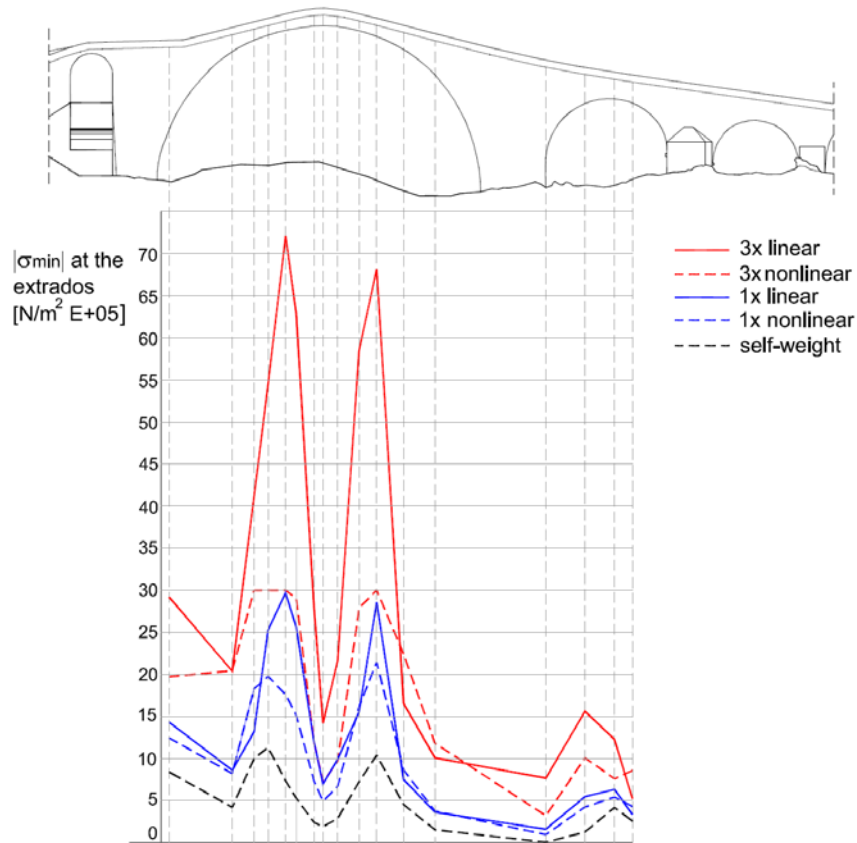 |σmin| at the
extrados
[N/m² E+05]
70
65
60
55
50
45
40
35
30
25
20
15
10
5
0
3x linear
3x nonlinear
1x linear
1x nonlinear
self-weight